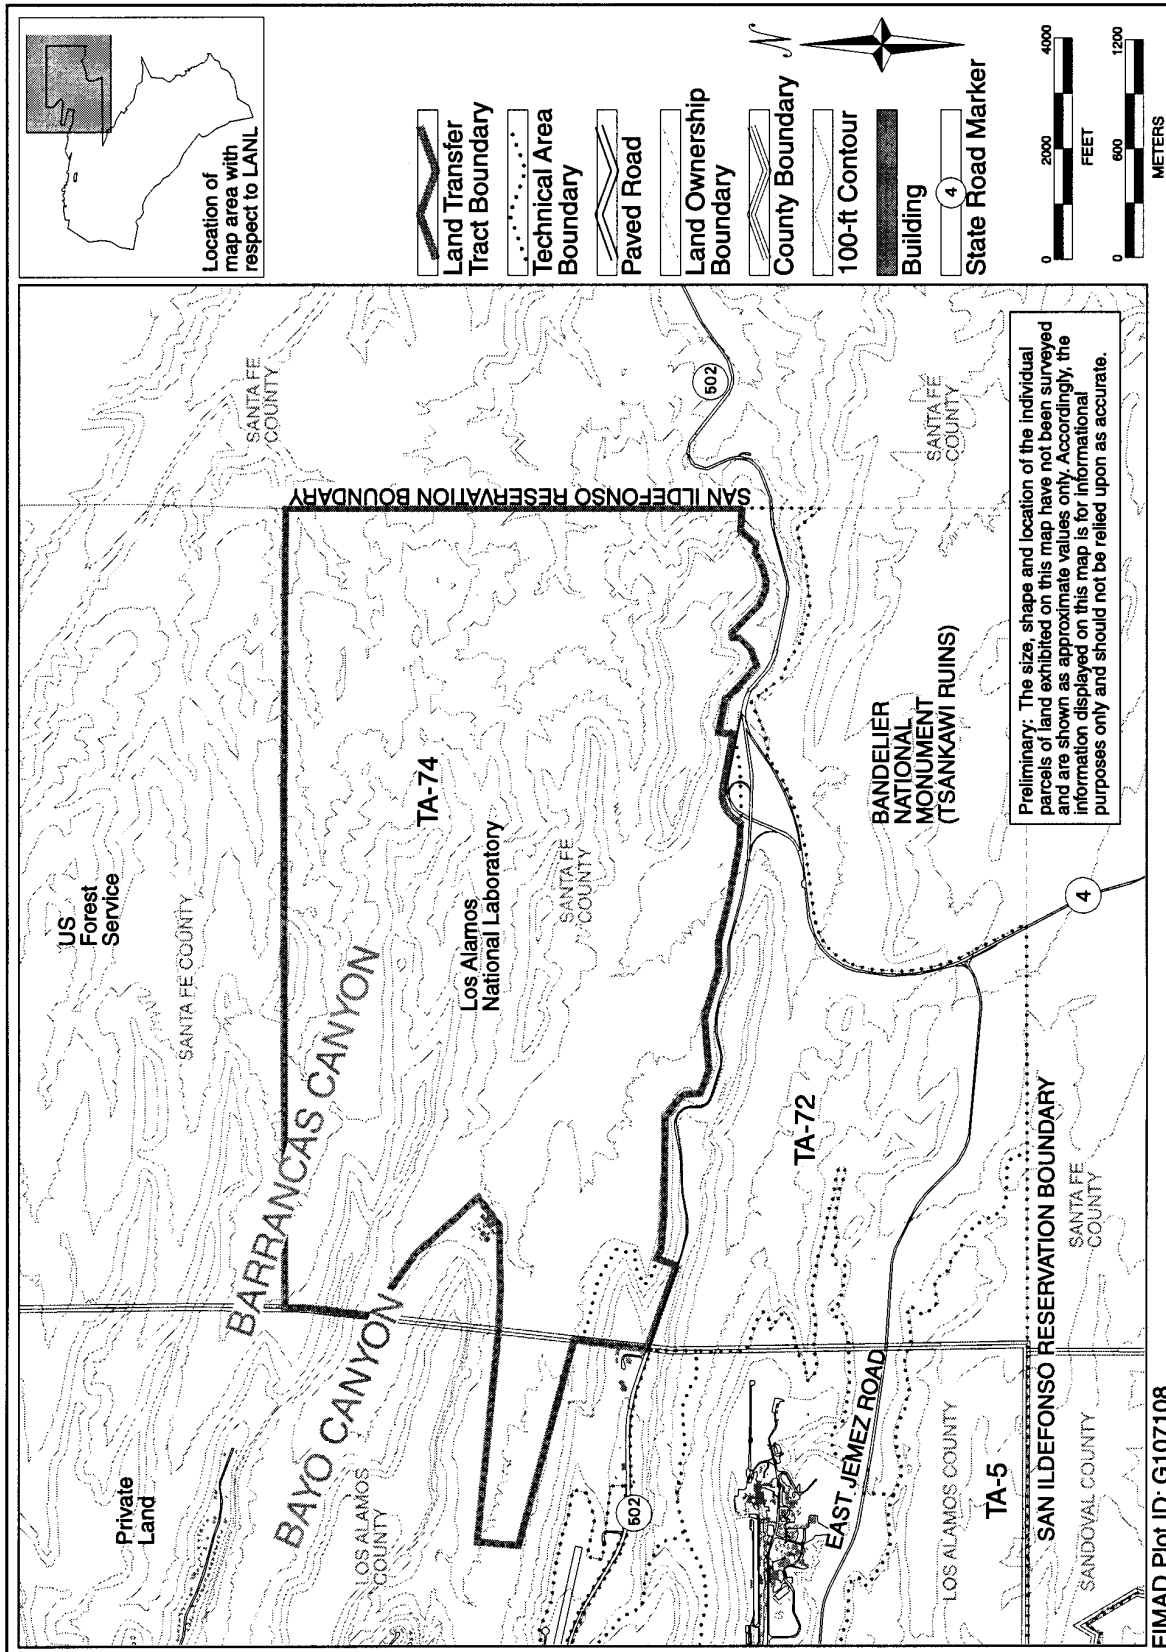 Private
Land
US
Forest
Service
SANTA FE COUNTY
SANTA FE
COUNTY
BARRANCAS CANYON
BAYO CANYON
LOS ALAMOS
COUNTY
TA-74
Los Alamos
National Laboratory
SANTA FE
COUNTY
SAN ILDEFONSO RESERVATION BOUNDARY
502
502
TA-72
EAST JEMEZ ROAD
BANDELIER
NATIONAL
MONUMENT
(TSANKAWI RUINS)
SANTA FE
COUNTY
LOS ALAMOS COUNTY
TA-5
SAN ILDEFONSO RESERVATION BOUNDARY
SANDOVAL COUNTY
SANTA FE
COUNTY
4
Preliminary: The size, shape and location of the individual
parcels of land exhibited on this map have not been surveyed
and are shown as approximate values only. Accordingly, the
information displayed on this map is for informational
purposes only and should not be relied upon as accurate.
FIMAD Plot ID: G107108
Location of
map area with
respect to LANL
Land Transfer
Tract Boundary
Technical Area
Boundary
Paved Road
Land Ownership
Boundary
County Boundary
100-ft Contour
Building
4
State Road Marker
N
0 2000 4000
FEET
0 600 1200
METERS